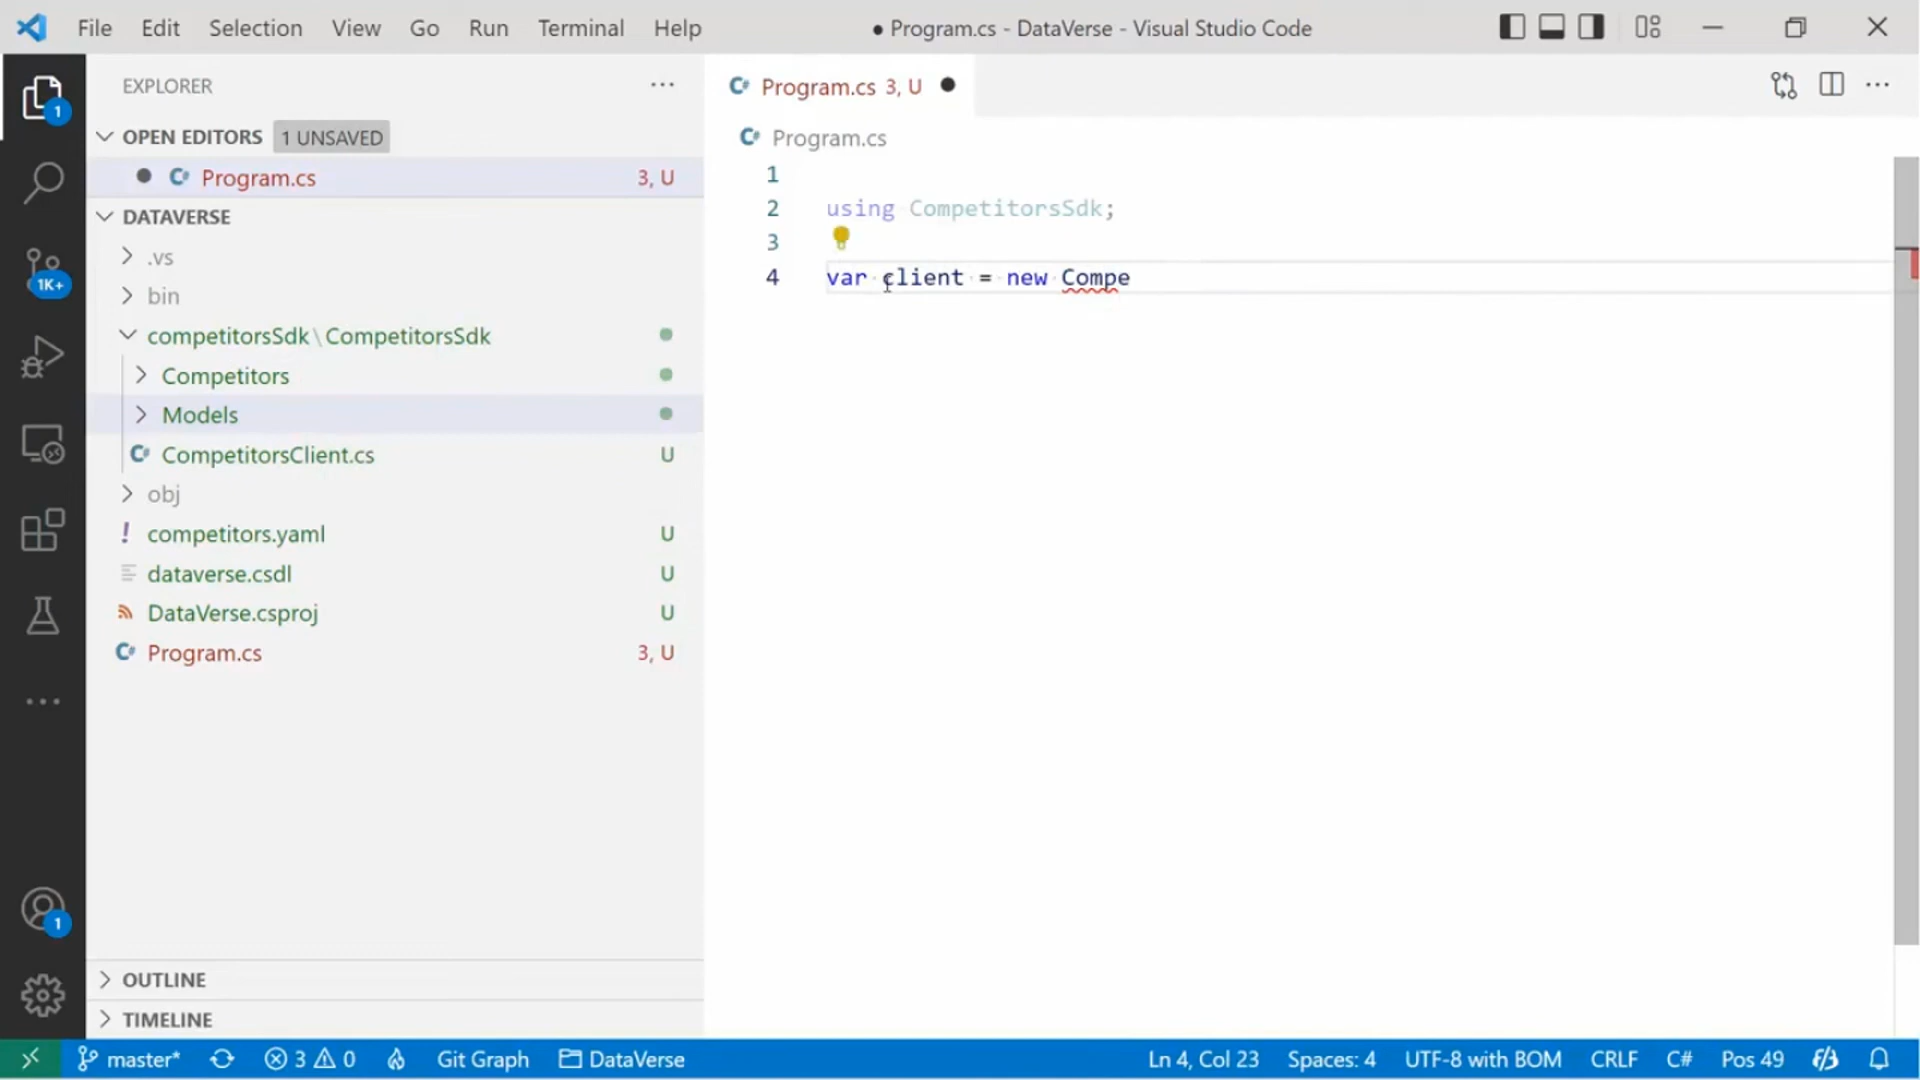 File Edit Selection View Go Run Terminal Help
● Program.cs - DataVerse - Visual Studio Code
EXPLORER
OPEN EDITORS 1 UNSAVED
Program.cs 3, U
DATAVERSE
.vs
bin
competitorsSdk\CompetitorsSdk
Competitors
Models
CompetitorsClient.cs U
obj
competitors.yaml U
dataverse.csdl U
DataVerse.csproj U
Program.cs 3, U
OUTLINE
TIMELINE
1
1K+
1
Program.cs 3, U
Program.cs
1
2 using CompetitorsSdk;
3
4 var client = new Compe
master* 3 0 Git Graph DataVerse Ln 4, Col 23 Spaces: 4 UTF-8 with BOM CRLF C# Pos 49